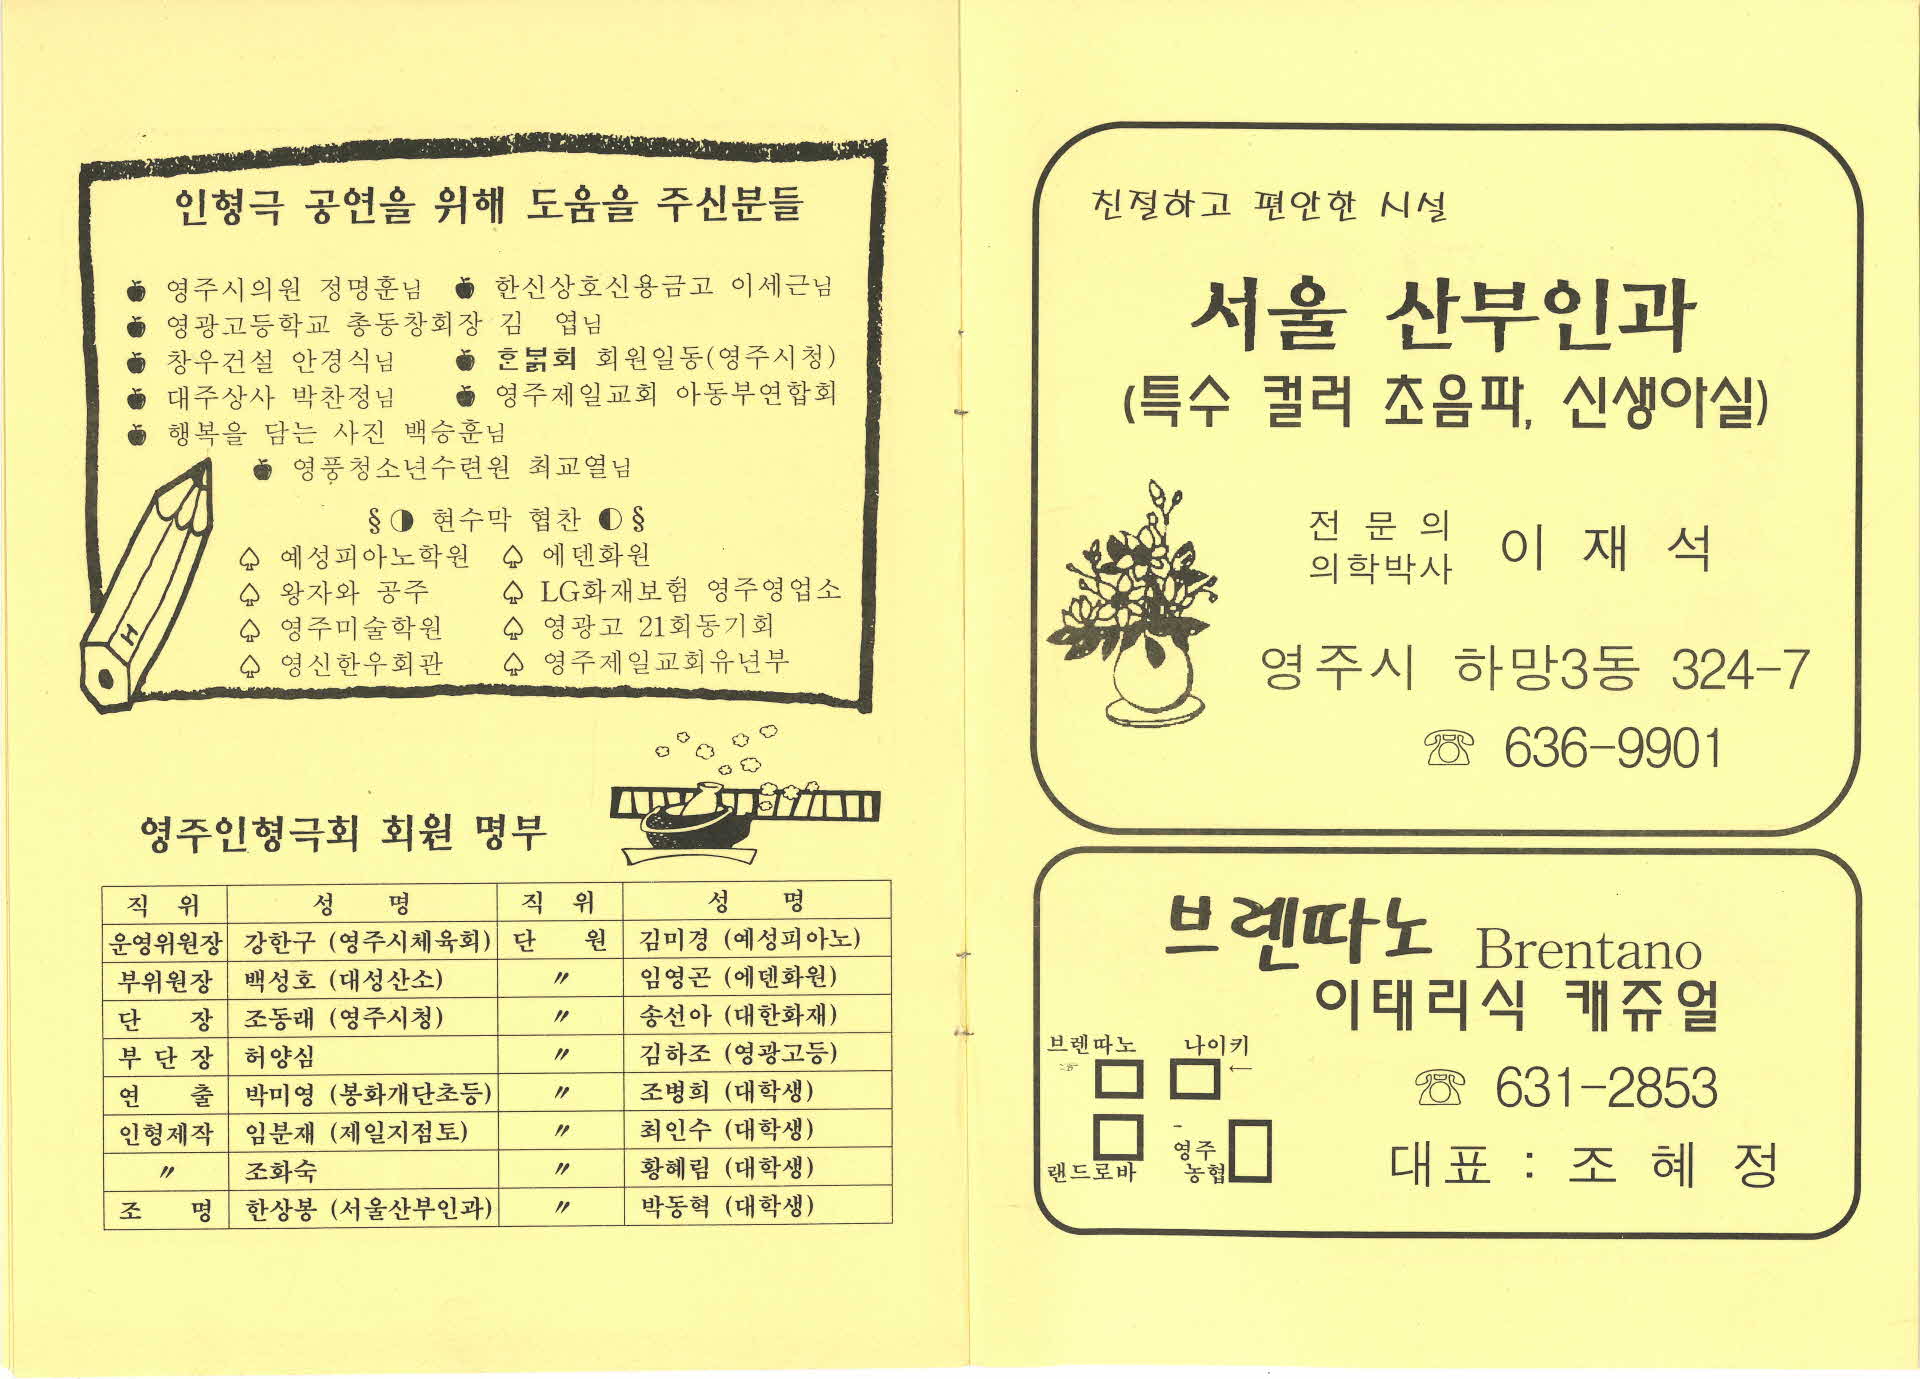 인형극 공연을 위해 도움을 주신분들
영주시의원 정명훈님 한신상호신용금고 이세근님
영광고등학교 총동창회장 김 엽님
창우건설 안경식님 흔붉회 회원일동(영주시청)
대주상사 박찬정님 영주제일교회 아동부연합회
행복을 담는 사진 백승훈님
영풍청소년수련원 최교열님
§ ◑ 현수막 협찬 ◐ §
♤ 예성피아노학원 ♤ 에덴화원
♤ 왕자와 공주 ♤ LG화재보험 영주영업소
♤ 영주미술학원 ♤ 영광고 21회동기회
♤ 영신한우회관 ♤ 영주제일교회유년부
H
영주인형극회 회원 명부
직 위 성 명 직 위 성 명
운영위원장 강한구 (영주시체육회) 단 원 김미경 (예성피아노)
부위원장 백성호 (대성산소) 〃 임영곤 (에덴화원)
단 장 조동래 (영주시청) 〃 송선아 (대한화재)
부 단 장 허양심 〃 김하조 (영광고등)
연 출 박미영 (봉화개단초등) 〃 조병희 (대학생)
인형제작 임분재 (제일지점토) 〃 최인수 (대학생)
〃 조화숙 〃 황혜림 (대학생)
조 명 한상봉 (서울산부인과) 〃 박동혁 (대학생)
친절하고 편안한 시설
서울 산부인과
(특수 컬러 초음파, 신생아실)
전 문 의
의학박사 이 재 석
영주시 하망3동 324-7
☏ 636-9901
브렌따노 Brentano
이태리식 캐쥬얼
브렌따노 나이키
☞ ←
☏ 631-2853
영주
랜드로바 농협
대표 : 조 혜 정